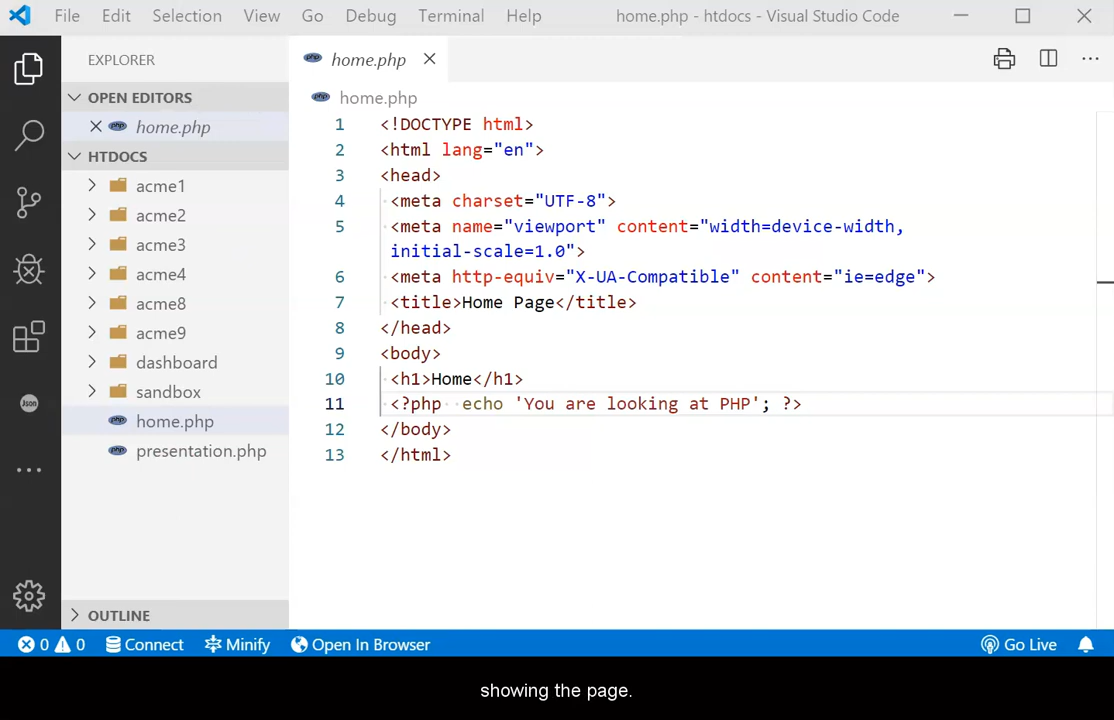 File Edit Selection View Go Debug Terminal Help home.php - htdocs - Visual Studio Code
EXPLORER
OPEN EDITORS
home.php
HTDOCS
acme1
acme2
acme3
acme4
acme8
acme9
dashboard
sandbox
home.php
presentation.php
OUTLINE
home.php
home.php
1 <!DOCTYPE html>
2 <html lang="en">
3 <head>
4 <meta charset="UTF-8">
5 <meta name="viewport" content="width=device-width,
initial-scale=1.0">
6 <meta http-equiv="X-UA-Compatible" content="ie=edge">
7 <title>Home Page</title>
8 </head>
9 <body>
10 <h1>Home</h1>
11 <?php  echo 'You are looking at PHP'; ?>
12 </body>
13 </html>
0 0 Connect Minify Open In Browser Go Live
showing the page.